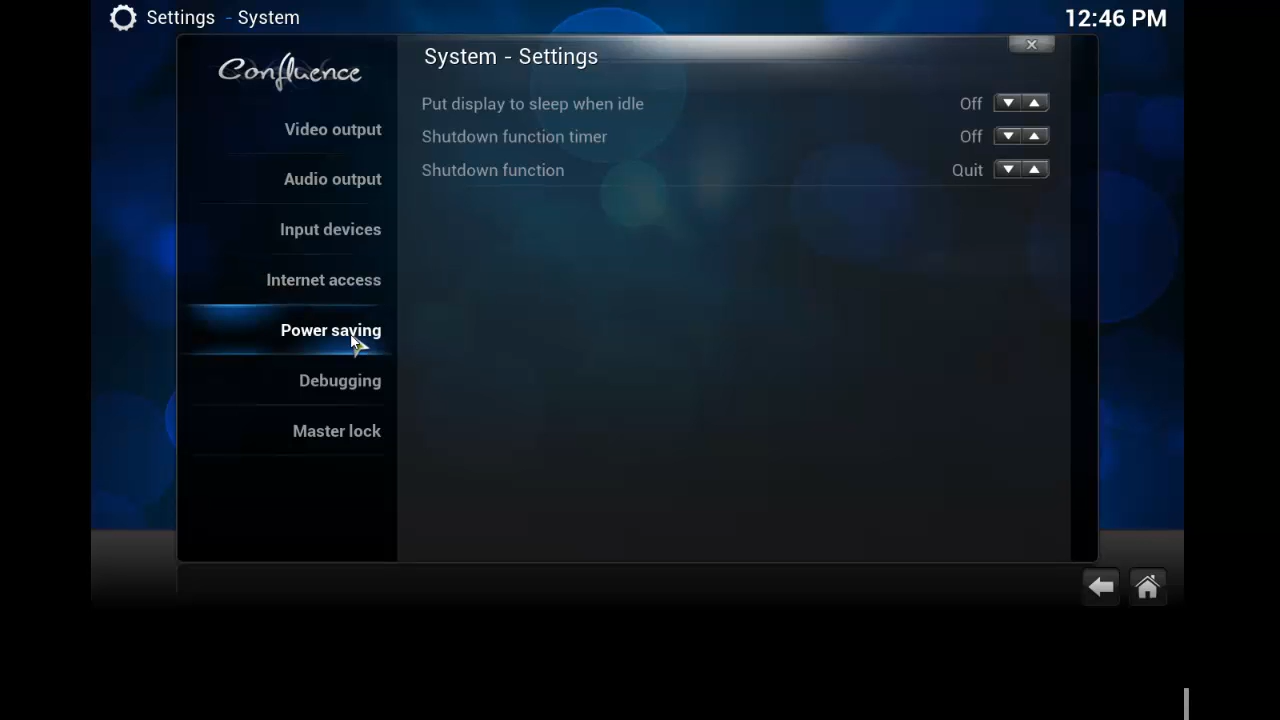 Settings - System
12:46 PM
Confluence
System - Settings
Video output
Audio output
Input devices
Internet access
Power saving
Debugging
Master lock
Put display to sleep when idle Off
Shutdown function timer Off
Shutdown function Quit